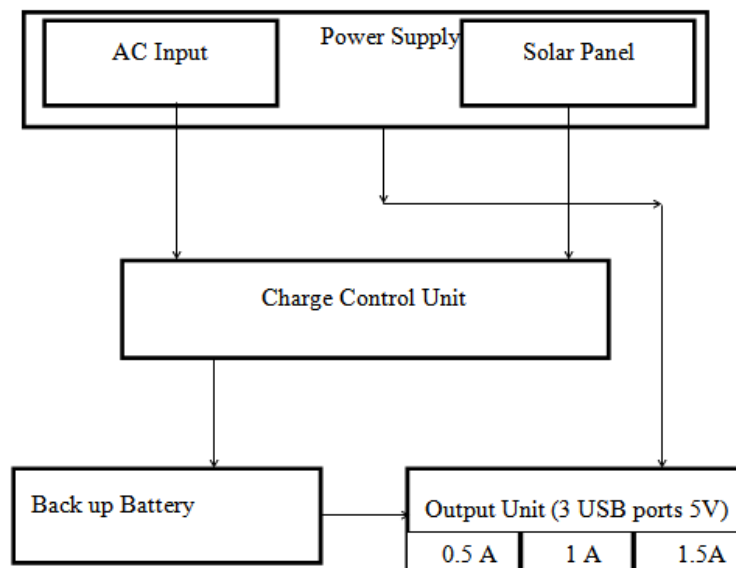 Power Supply
AC Input
Solar Panel
Charge Control Unit
Back up Battery
Output Unit (3 USB ports 5V)
0.5 A
1 A
1.5A